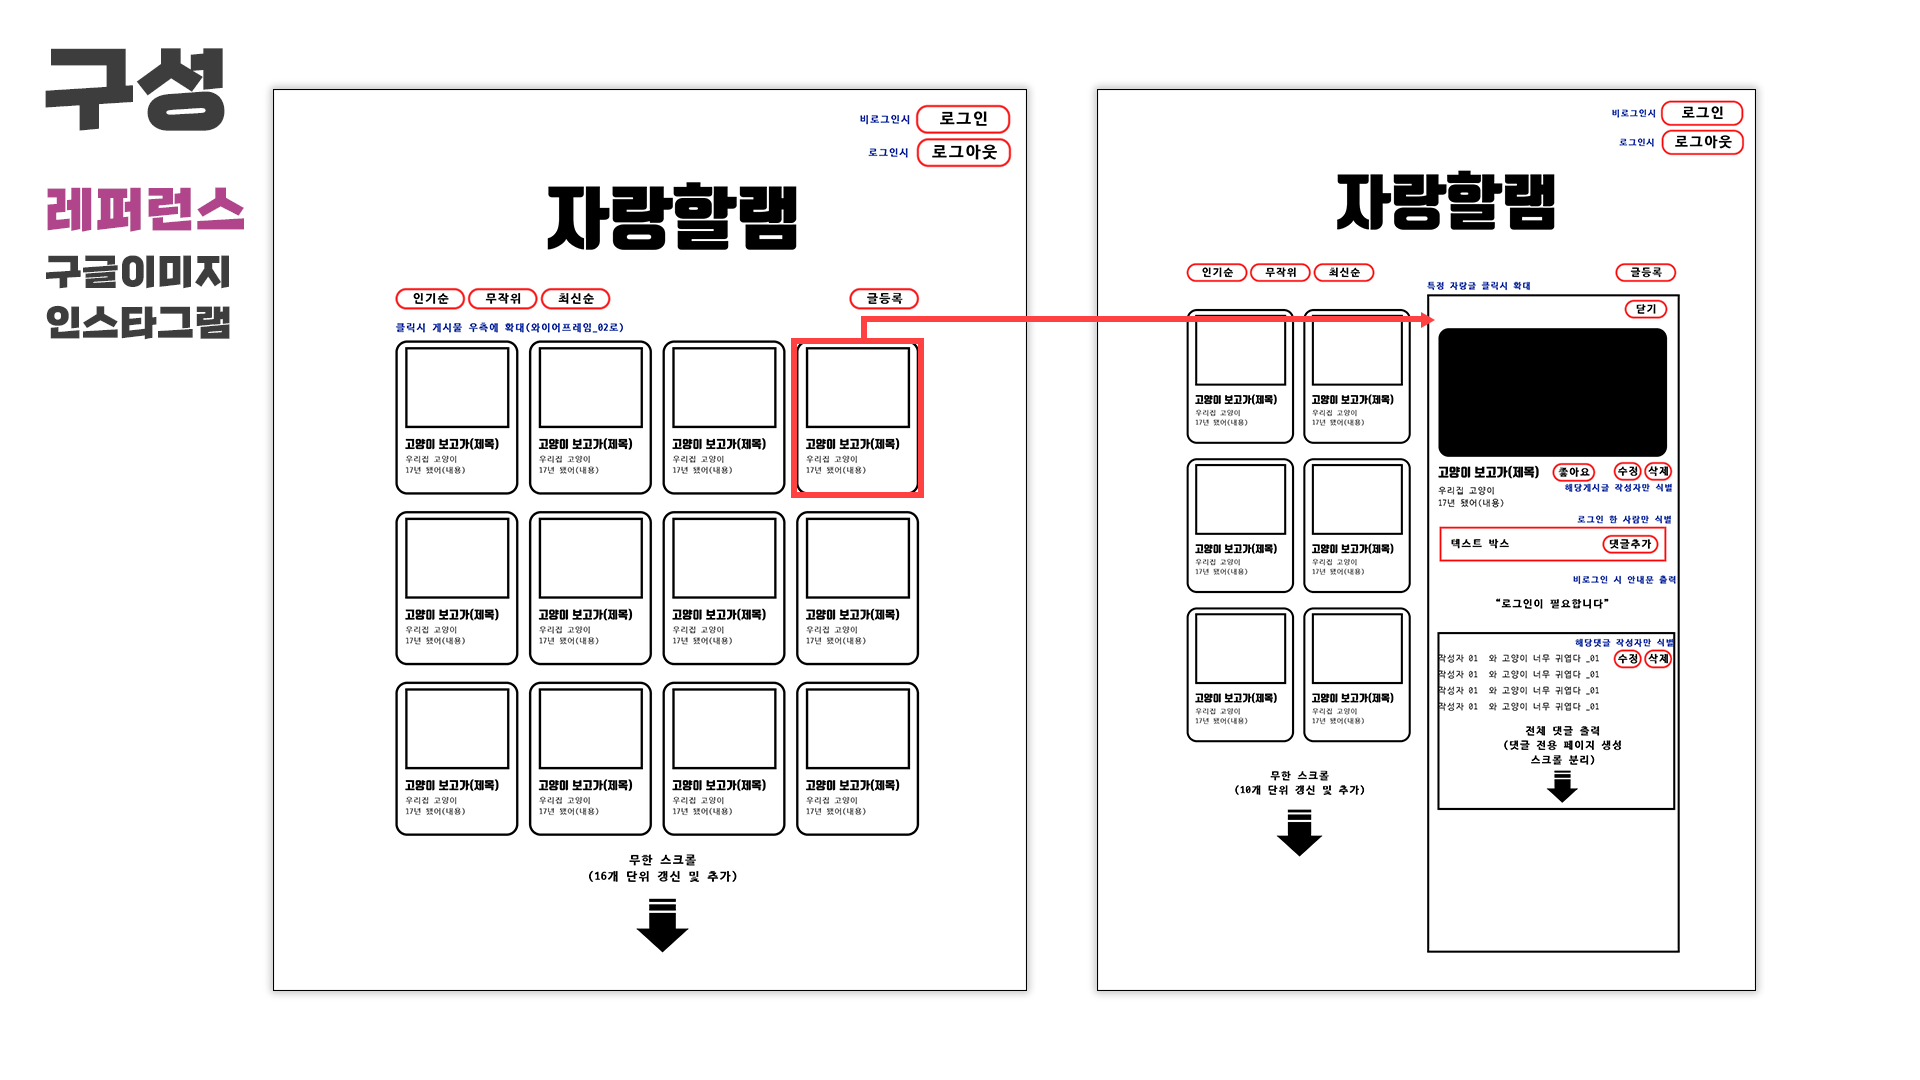 구성
레퍼런스
구글이미지
인스타그램
비로그인시 로그인
로그인시 로그아웃
자랑할램
인기순 무작위 최신순 글등록
클릭시 게시물 우측에 확대(와이어프레임_02로)
고양이 보고가(제목) 고양이 보고가(제목) 고양이 보고가(제목) 고양이 보고가(제목)
우리집 고양이 우리집 고양이 우리집 고양이 우리집 고양이
17년 됐어(내용) 17년 됐어(내용) 17년 됐어(내용) 17년 됐어(내용)
고양이 보고가(제목) 고양이 보고가(제목) 고양이 보고가(제목) 고양이 보고가(제목)
우리집 고양이 우리집 고양이 우리집 고양이 우리집 고양이
17년 됐어(내용) 17년 됐어(내용) 17년 됐어(내용) 17년 됐어(내용)
고양이 보고가(제목) 고양이 보고가(제목) 고양이 보고가(제목) 고양이 보고가(제목)
우리집 고양이 우리집 고양이 우리집 고양이 우리집 고양이
17년 됐어(내용) 17년 됐어(내용) 17년 됐어(내용) 17년 됐어(내용)
무한 스크롤
(16개 단위 갱신 및 추가)
비로그인시 로그인
로그인시 로그아웃
자랑할램
인기순 무작위 최신순 글등록
고양이 보고가(제목) 고양이 보고가(제목)
우리집 고양이 우리집 고양이
17년 됐어(내용) 17년 됐어(내용)
고양이 보고가(제목) 고양이 보고가(제목)
우리집 고양이 우리집 고양이
17년 됐어(내용) 17년 됐어(내용)
고양이 보고가(제목) 고양이 보고가(제목)
우리집 고양이 우리집 고양이
17년 됐어(내용) 17년 됐어(내용)
무한 스크롤
(10개 단위 갱신 및 추가)
특정 자랑글 클릭시 확대
닫기
고양이 보고가(제목) 좋아요 수정 삭제
해당게시글 작성자만 식별
우리집 고양이
17년 됐어(내용)
로그인 한 사람만 식별
텍스트 박스 댓글추가
비로그인 시 안내문 출력
“로그인이 필요합니다”
해당댓글 작성자만 식별
작성자 01 와 고양이 너무 귀엽다 _01 수정 삭제
작성자 01 와 고양이 너무 귀엽다 _01
작성자 01 와 고양이 너무 귀엽다 _01
작성자 01 와 고양이 너무 귀엽다 _01
전체 댓글 출력
(댓글 전용 페이지 생성
스크롤 분리)